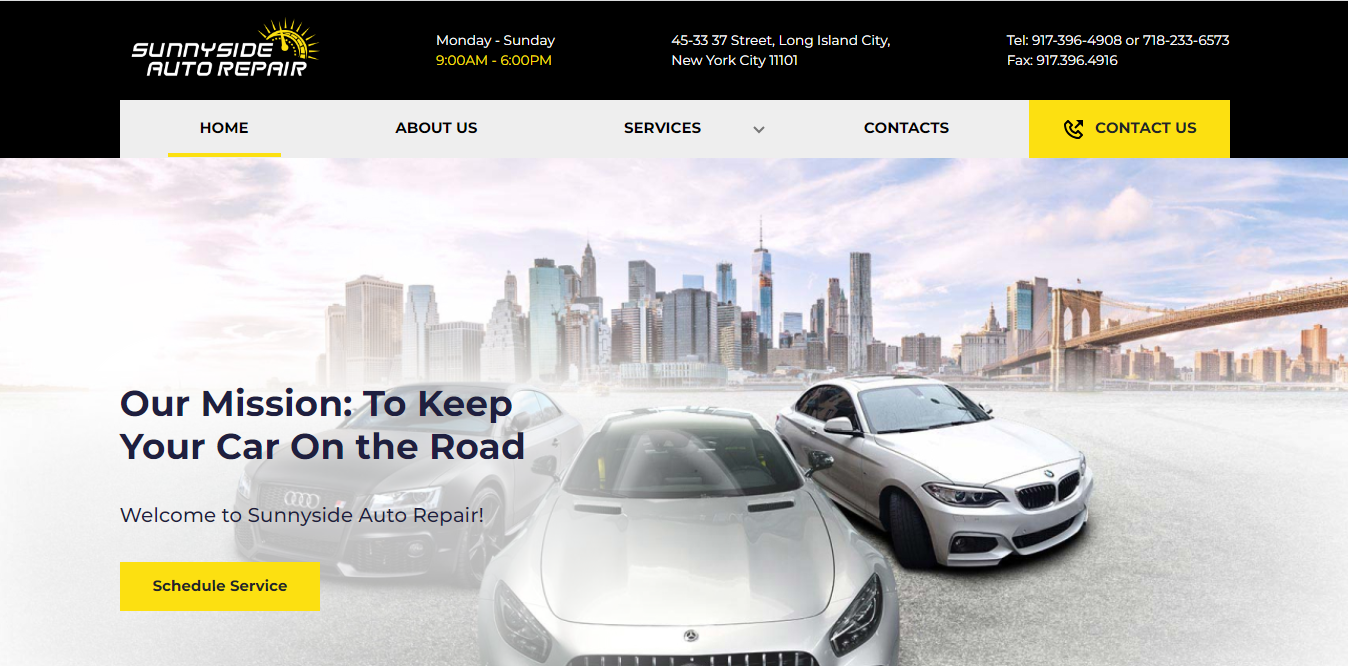 SUNNYSIDE
AUTO REPAIR
Monday - Sunday
9:00AM - 6:00PM
45-33 37 Street, Long Island City,
New York City 11101
Tel: 917-396-4908 or 718-233-6573
Fax: 917.396.4916
HOME
ABOUT US
SERVICES
CONTACTS
CONTACT US
Our Mission: To Keep
Your Car On the Road
Welcome to Sunnyside Auto Repair!
Schedule Service